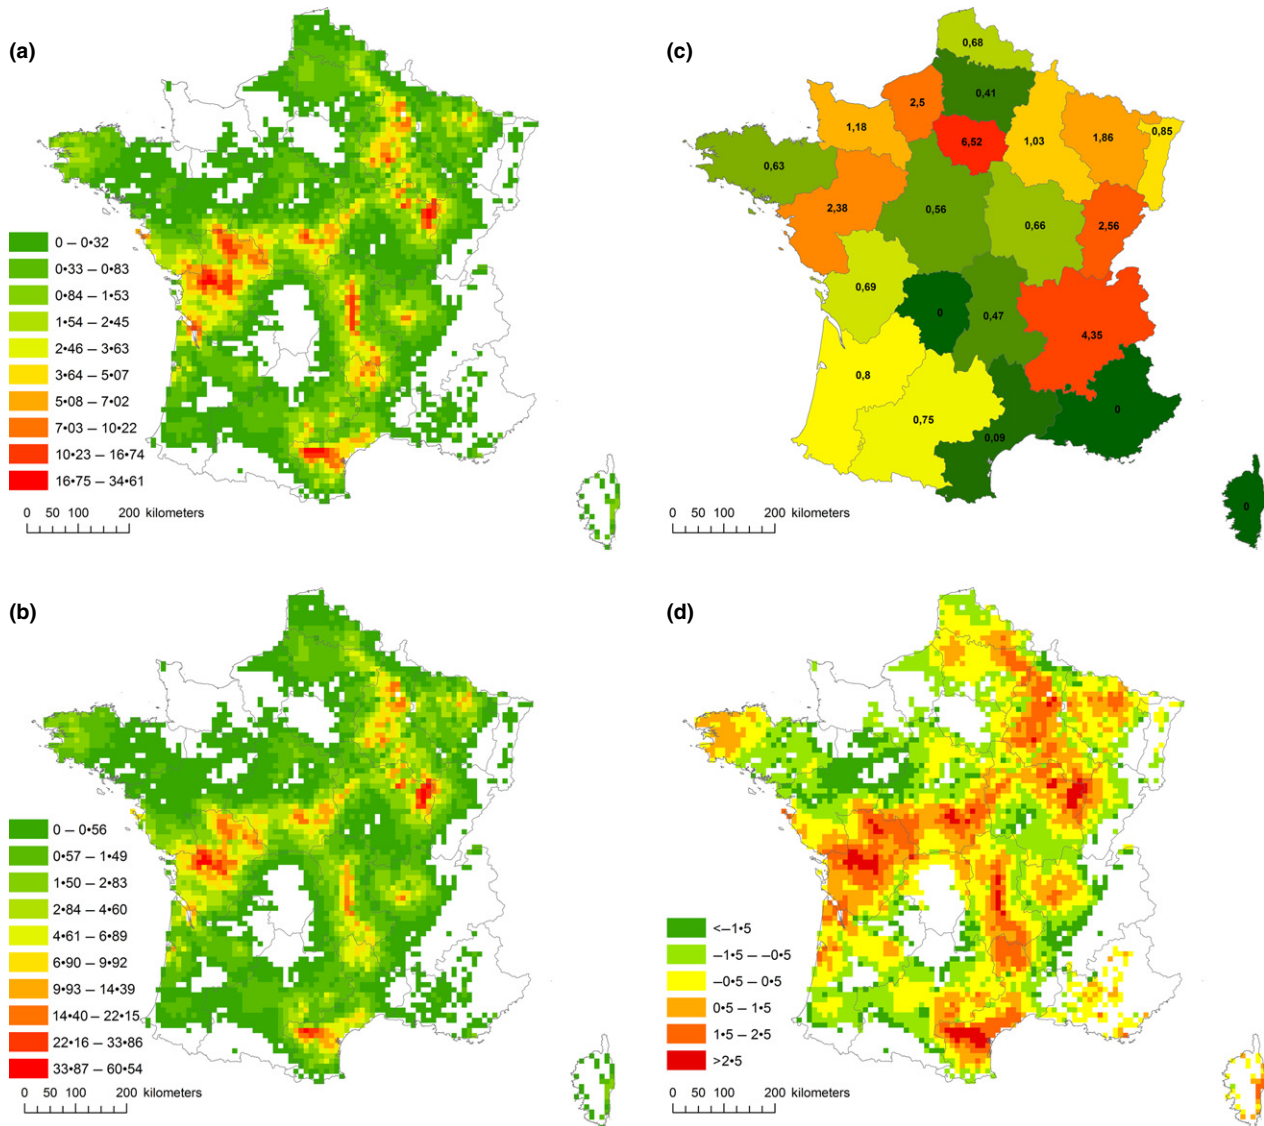 (a)
0 – 0•32
0•33 – 0•83
0•84 – 1•53
1•54 – 2•45
2•46 – 3•63
3•64 – 5•07
5•08 – 7•02
7•03 – 10•22
10•23 – 16•74
16•75 – 34•61
0 50 100 200 kilometers
(c)
0,68
0,41
2,5
1,18
6,52
1,03
1,86
0,85
0,63
2,38
0,56
0,66
2,56
0,69
0
0,47
4,35
0,8
0,75
0,09
0
0
0 50 100 200 kilometers
(b)
0 – 0•56
0•57 – 1•49
1•50 – 2•83
2•84 – 4•60
4•61 – 6•89
6•90 – 9•92
9•93 – 14•39
14•40 – 22•15
22•16 – 33•86
33•87 – 60•54
0 50 100 200 kilometers
(d)
<–1•5
–1•5 – –0•5
–0•5 – 0•5
0•5 – 1•5
1•5 – 2•5
>2•5
0 50 100 200 kilometers